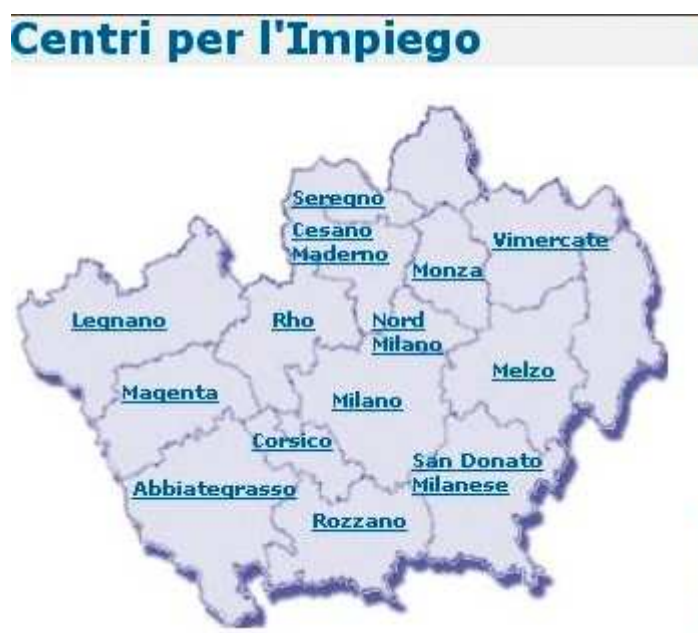 Centri per l'Impiego
Seregno
Cesano
Maderno
Vimercate
Monza
Legnano
Rho
Nord
Milano
Melzo
Magenta
Milano
Corsico
San Donato
Milanese
Abbiategrasso
Rozzano